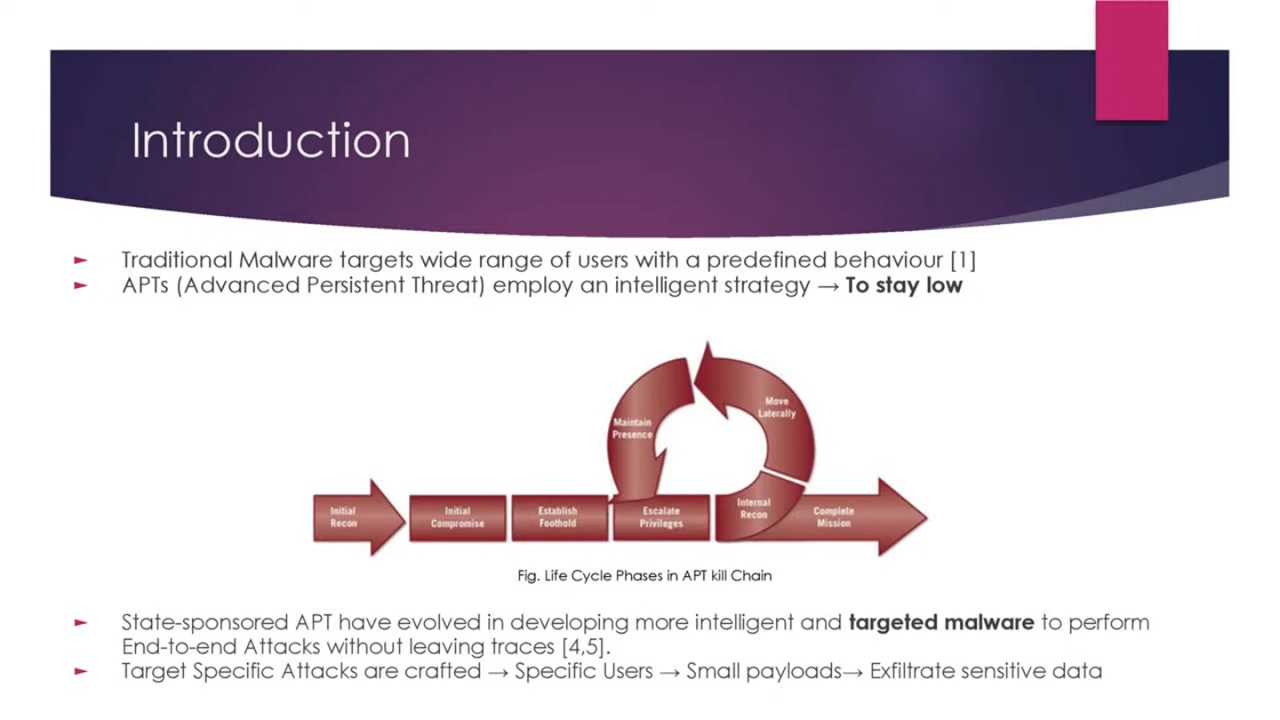 Introduction
► Traditional Malware targets wide range of users with a predefined behaviour [1]
► APTs (Advanced Persistent Threat) employ an intelligent strategy → To stay low
Maintain
Presence
Move
Laterally
Initial
Recon
Initial
Compromise
Establish
Foothold
Escalate
Privileges
Internal
Recon
Complete
Mission
Fig. Life Cycle Phases in APT kill Chain
► State-sponsored APT have evolved in developing more intelligent and targeted malware to perform
End-to-end Attacks without leaving traces [4,5].
► Target Specific Attacks are crafted → Specific Users → Small payloads→ Exfiltrate sensitive data